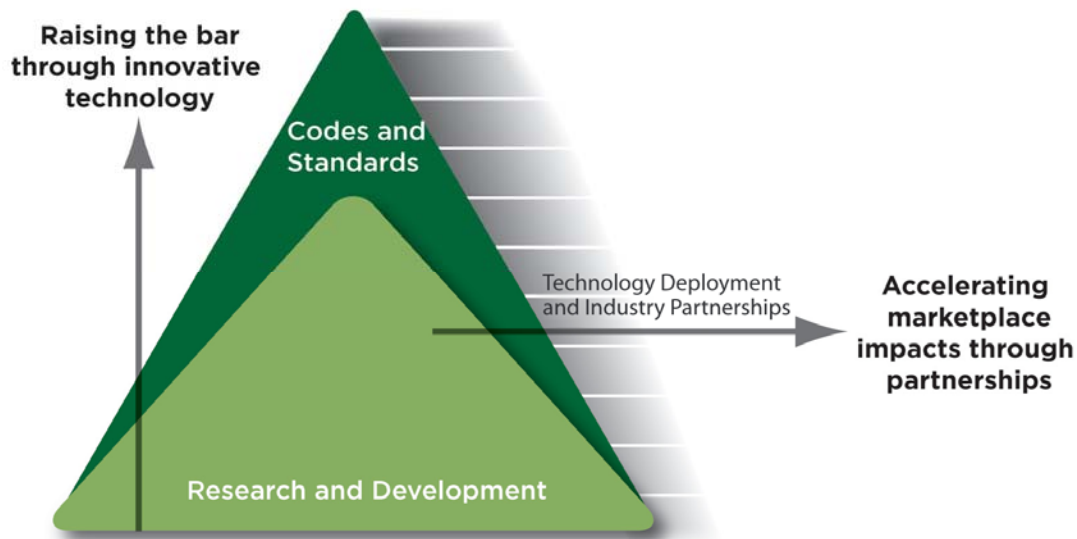 Raising the bar
through innovative
technology
Codes and
Standards
Technology Deployment
and Industry Partnerships
Accelerating
marketplace
impacts through
partnerships
Research and Development